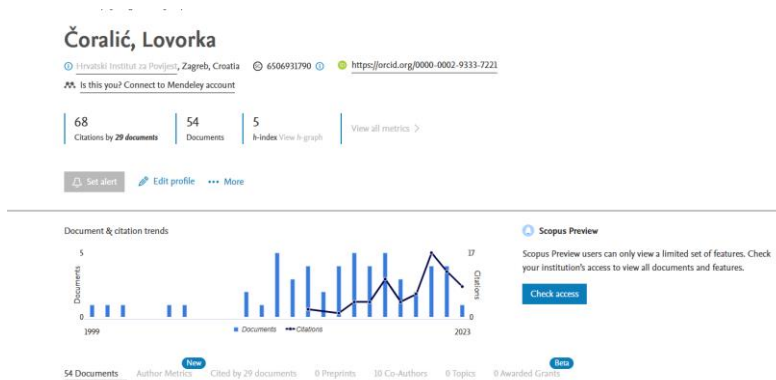 Čoralić, Lovorka
Hrvatski Institut za Povijest, Zagreb, Croatia 6506931790 https://orcid.org/0000-0002-9333-7221
Is this you? Connect to Mendeley account
68 54 5
Citations by 29 documents Documents h-index View h-graph View all metrics >
Set alert Edit profile ••• More
Document & citation trends
5 17
Documents Citations
0 0
1999 2023
Documents Citations
Scopus Preview
Scopus Preview users can only view a limited set of features. Check
your institution's access to view all documents and features.
Check access
New Beta
54 Documents Author Metrics Cited by 29 documents 0 Preprints 10 Co-Authors 0 Topics 0 Awarded Grants